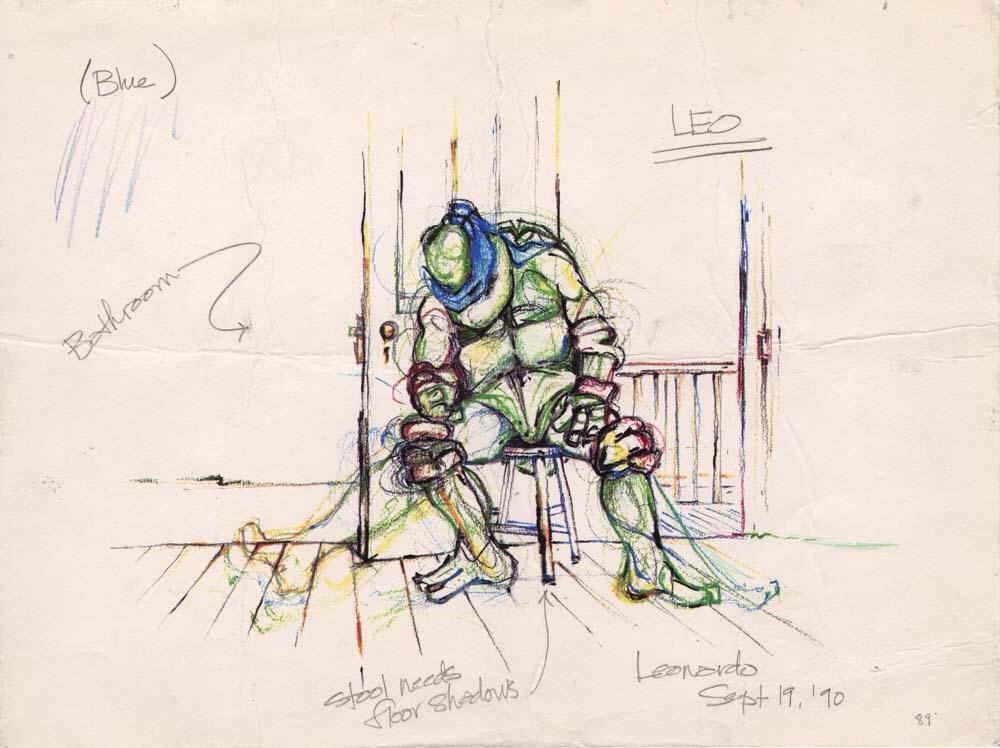 (Blue)
LEO
Bathroom
stool needs
floor shadows
Leonardo
Sept 19, '90
89'